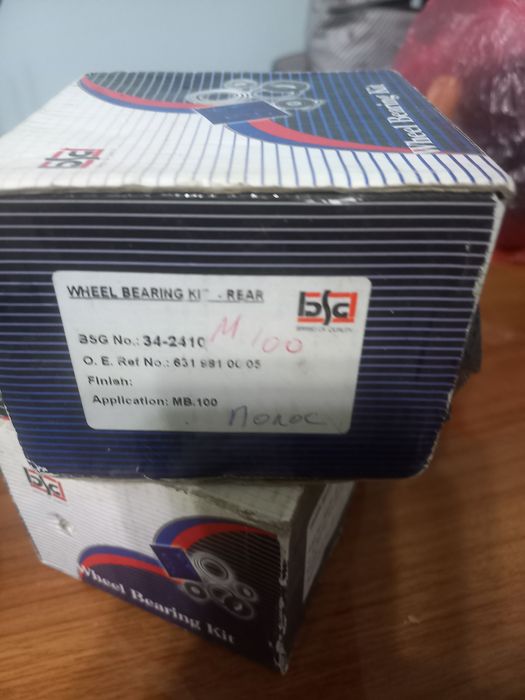 Wheel Bearing Kit
bsg
WHEEL BEARING KIT - REAR
bsg
BSG No.: 34-2410
M 100
O. E. Ref No.: 631 981 00 05
Finish:
Application: MB.100
bsg
Wheel Bearing Kit